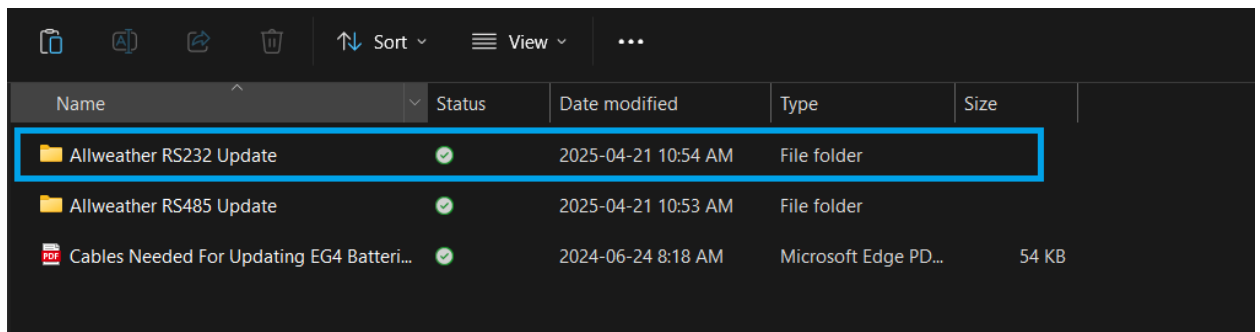 Sort View •••
Name Status Date modified Type Size
Allweather RS232 Update 2025-04-21 10:54 AM File folder
Allweather RS485 Update 2025-04-21 10:53 AM File folder
PDF Cables Needed For Updating EG4 Batteri... 2024-06-24 8:18 AM Microsoft Edge PD... 54 KB